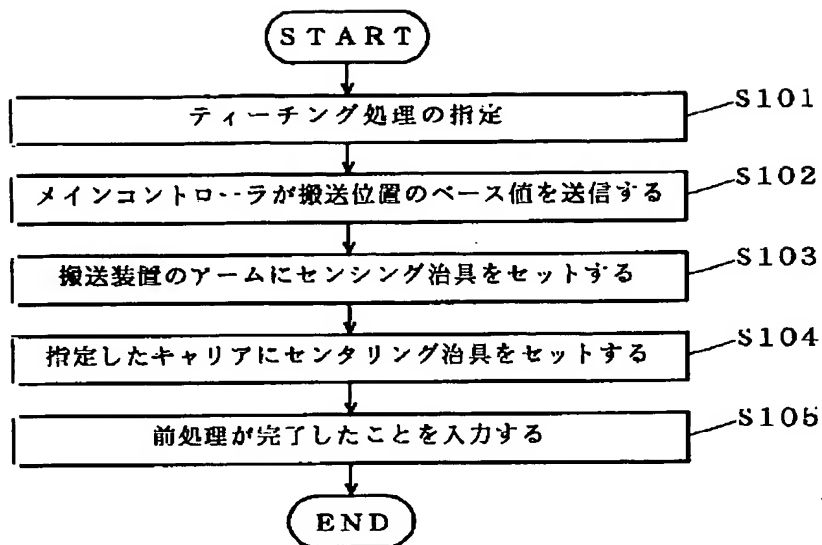 START
ティーチング処理の指定
S101
メインコントローラが搬送位置のベース値を送信する
S102
搬送装置のアームにセンシング治具をセットする
S103
指定したキャリアにセンタリング治具をセットする
S104
前処理が完了したことを入力する
S105
END